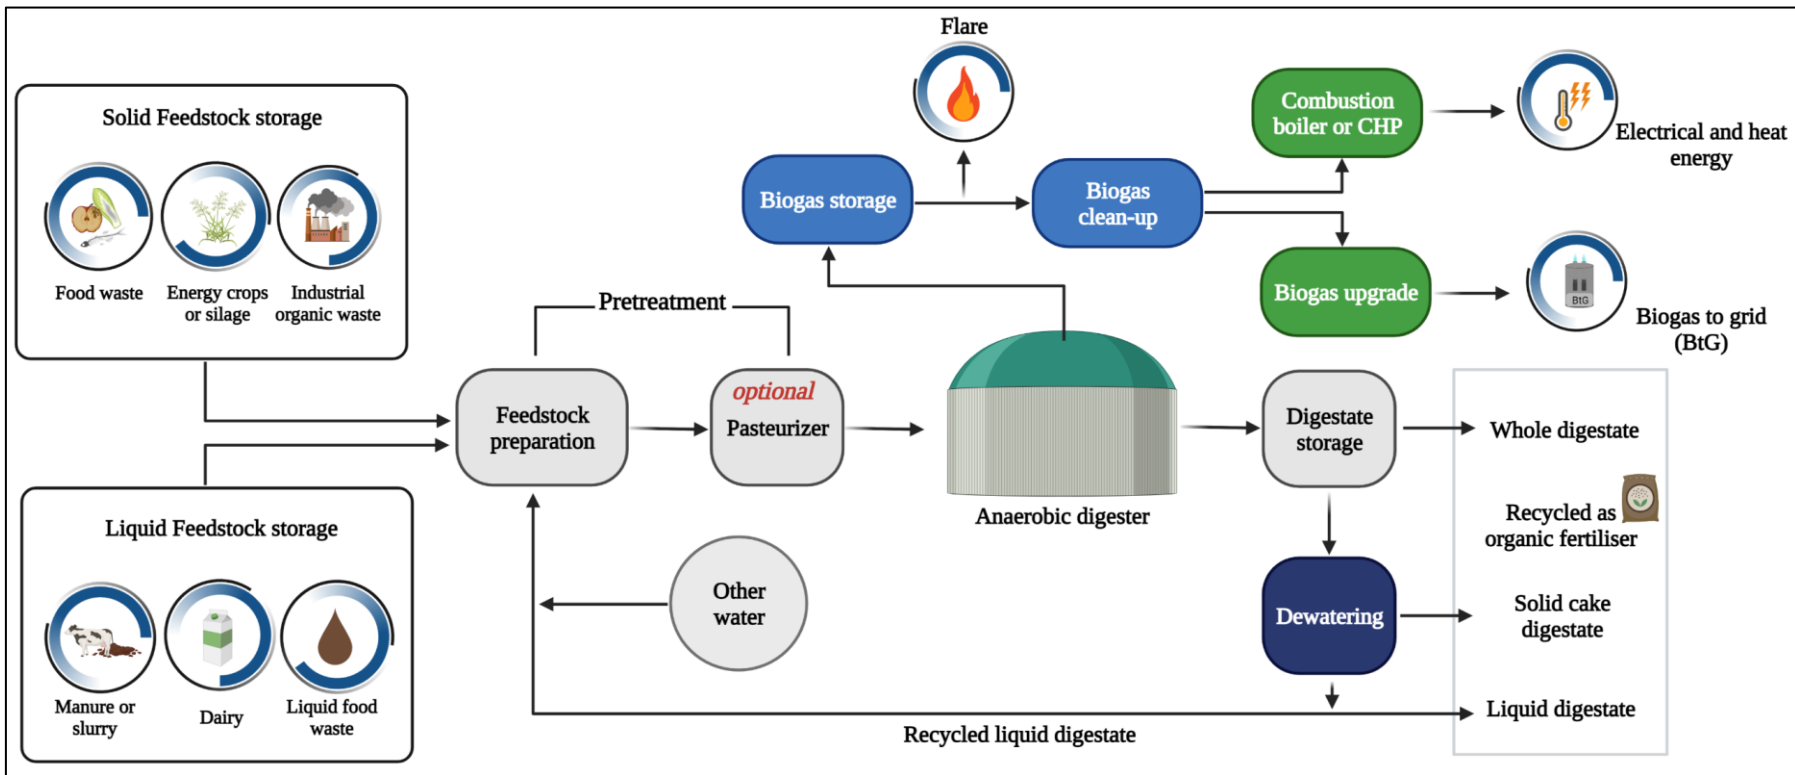 Flare
Solid Feedstock storage
Food waste
Energy crops
or silage
Industrial
organic waste
Liquid Feedstock storage
Manure or
slurry
Dairy
Liquid food
waste
Pretreatment
Feedstock
preparation
optional
Pasteurizer
Other
water
Recycled liquid digestate
Anaerobic digester
Biogas storage
Biogas
clean-up
Combustion
boiler or CHP
Electrical and heat
energy
Biogas upgrade
BtG
Biogas to grid
(BtG)
Digestate
storage
Dewatering
Whole digestate
Recycled as
organic fertiliser
Solid cake
digestate
Liquid digestate